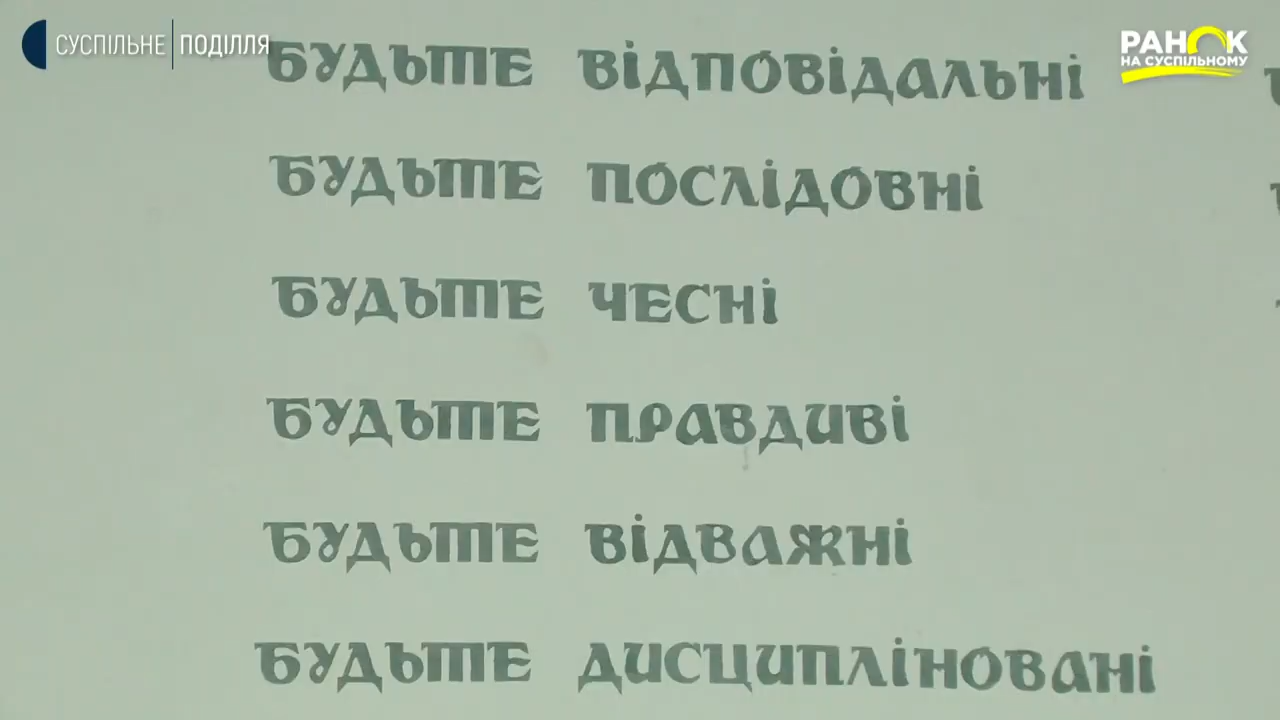 СУСПІЛЬНЕ ПОДІЛЛЯ
РАНОК
НА СУСПІЛЬНОМУ
БУДЬТЕ ВІДПОВІДАЛЬНІ
БУДЬТЕ ПОСЛІДОВНІ
БУДЬТЕ ЧЕСНІ
БУДЬТЕ ПРАВДИВІ
БУДЬТЕ ВІДВАЖНІ
БУДЬТЕ ДИСЦИПЛІНОВАНІ